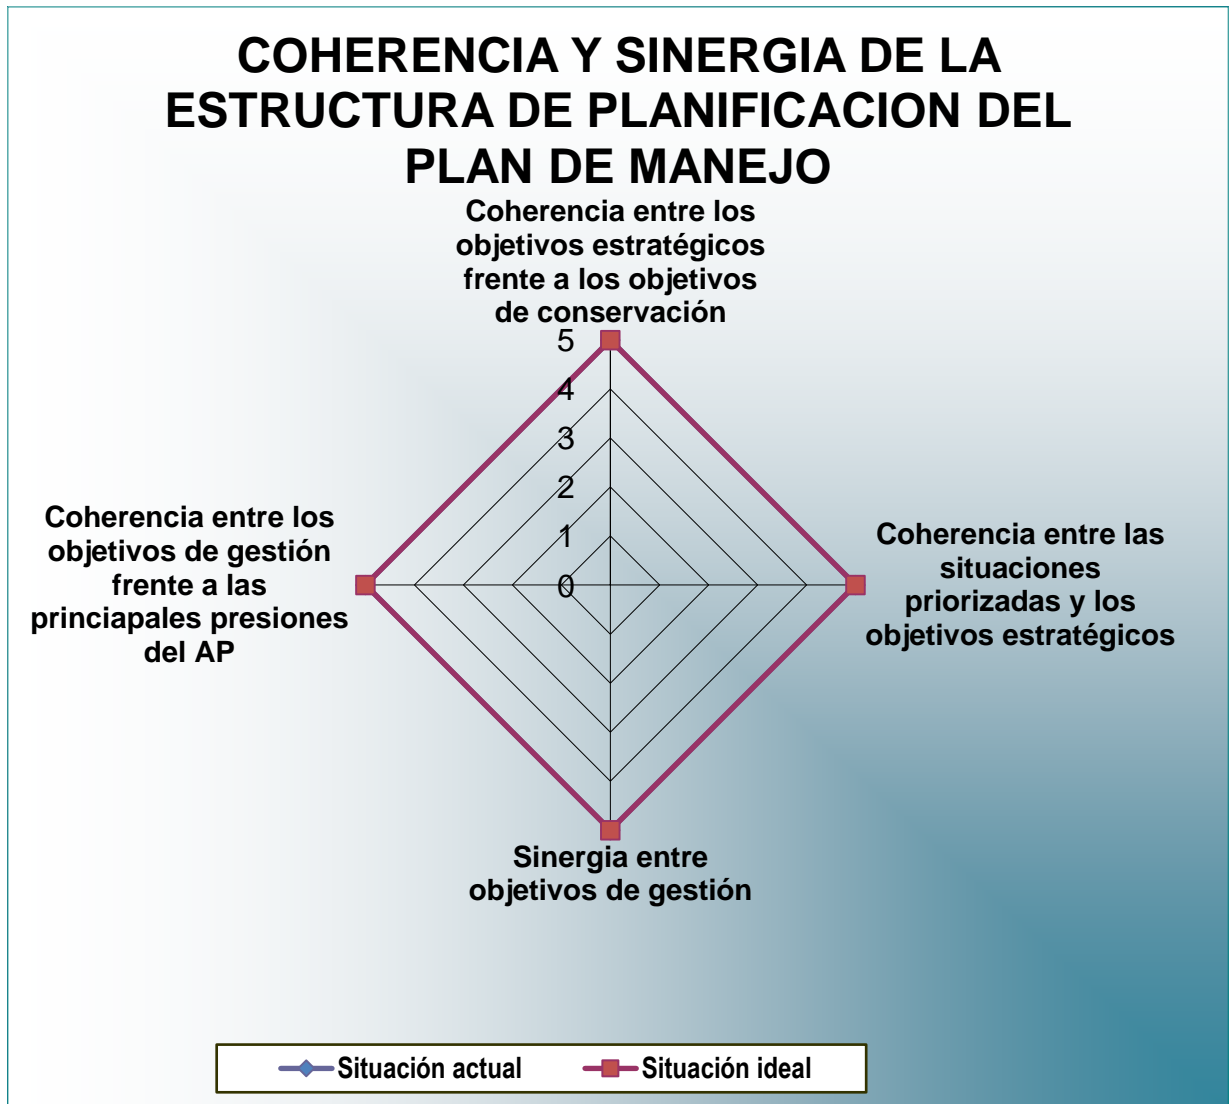 COHERENCIA Y SINERGIA DE LA
ESTRUCTURA DE PLANIFICACION DEL
PLAN DE MANEJO
Coherencia entre los
objetivos estratégicos
frente a los objetivos
de conservación
5
4
3
2
1
0
Coherencia entre las
situaciones
priorizadas y los
objetivos estratégicos
Sinergia entre
objetivos de gestión
Coherencia entre los
objetivos de gestión
frente a las
princiapales presiones
del AP
Situación actual
Situación ideal